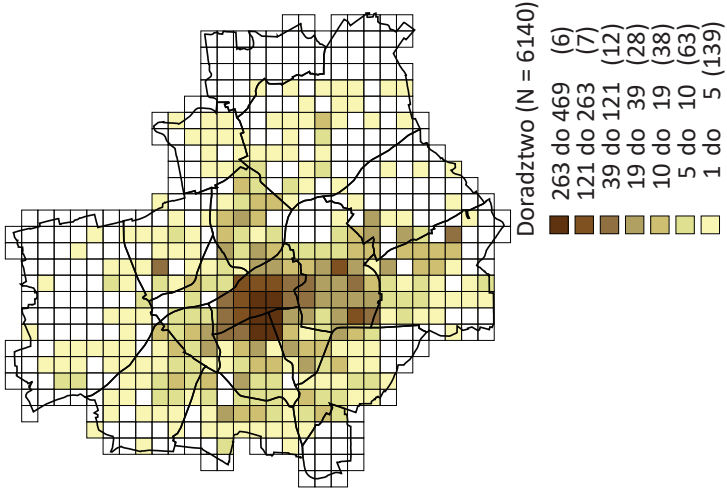 Doradztwo (N = 6140)
263 do 469 (6)
121 do 263 (7)
39 do 121 (12)
19 do 39 (28)
10 do 19 (38)
5 do 10 (63)
1 do 5 (139)